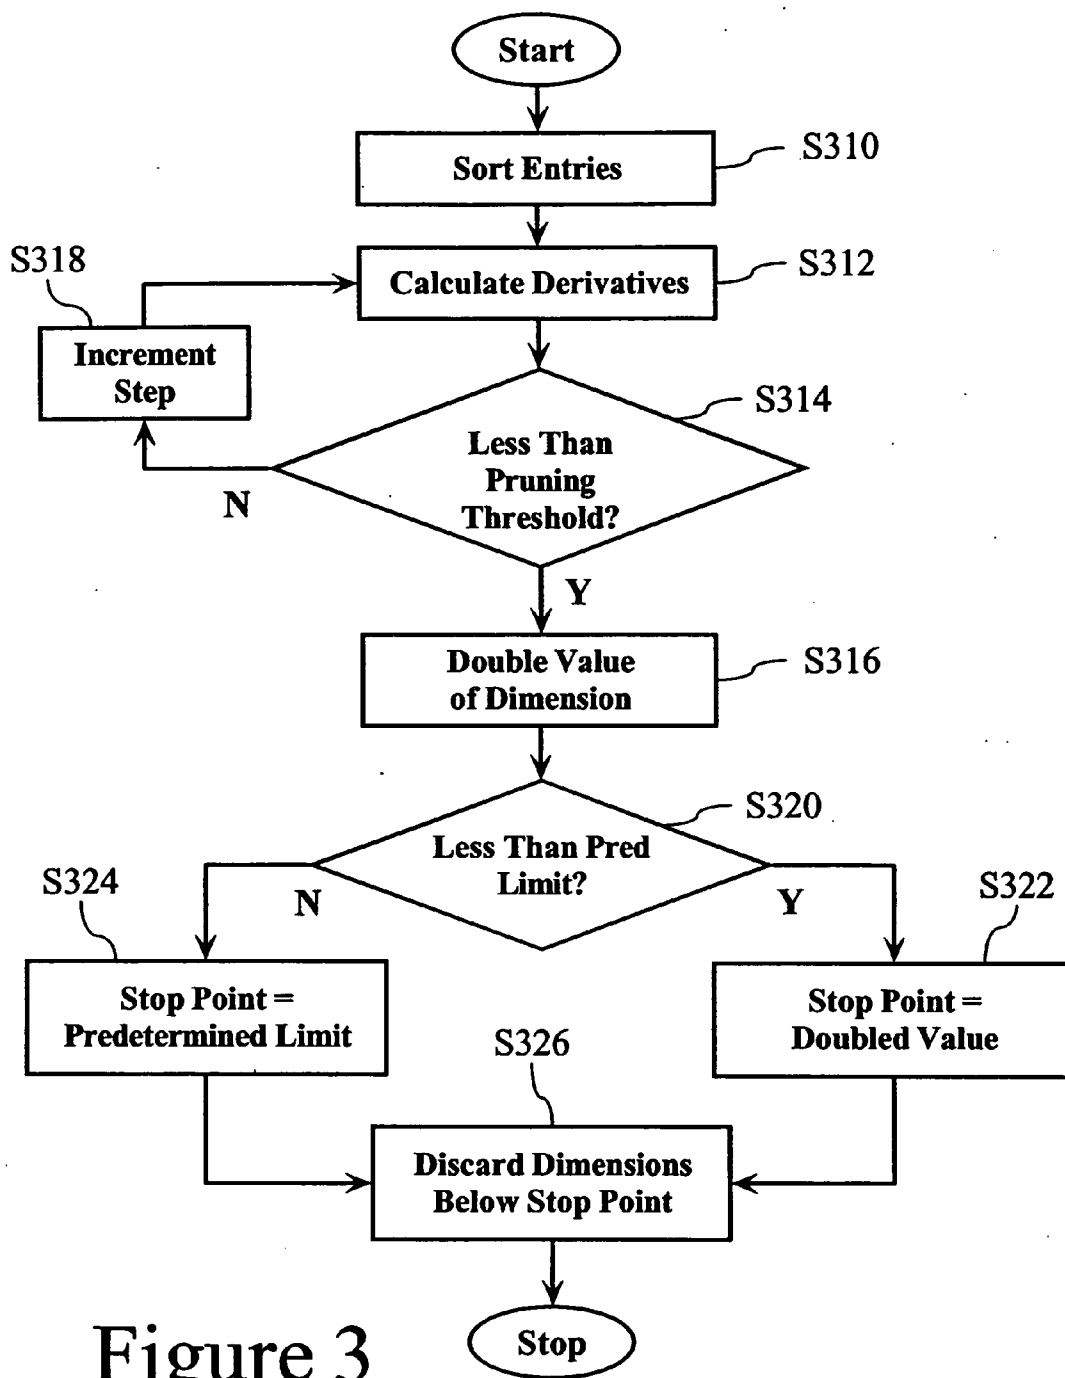 Start
S310
Sort Entries
S312
Calculate Derivatives
S318
Increment
Step
S314
Less Than
Pruning
Threshold?
N
Y
Double Value
of Dimension
S316
S320
Less Than Pred
Limit?
N
Y
S324
S322
Stop Point =
Predetermined Limit
Stop Point =
Doubled Value
S326
Discard Dimensions
Below Stop Point
Stop
Figure 3